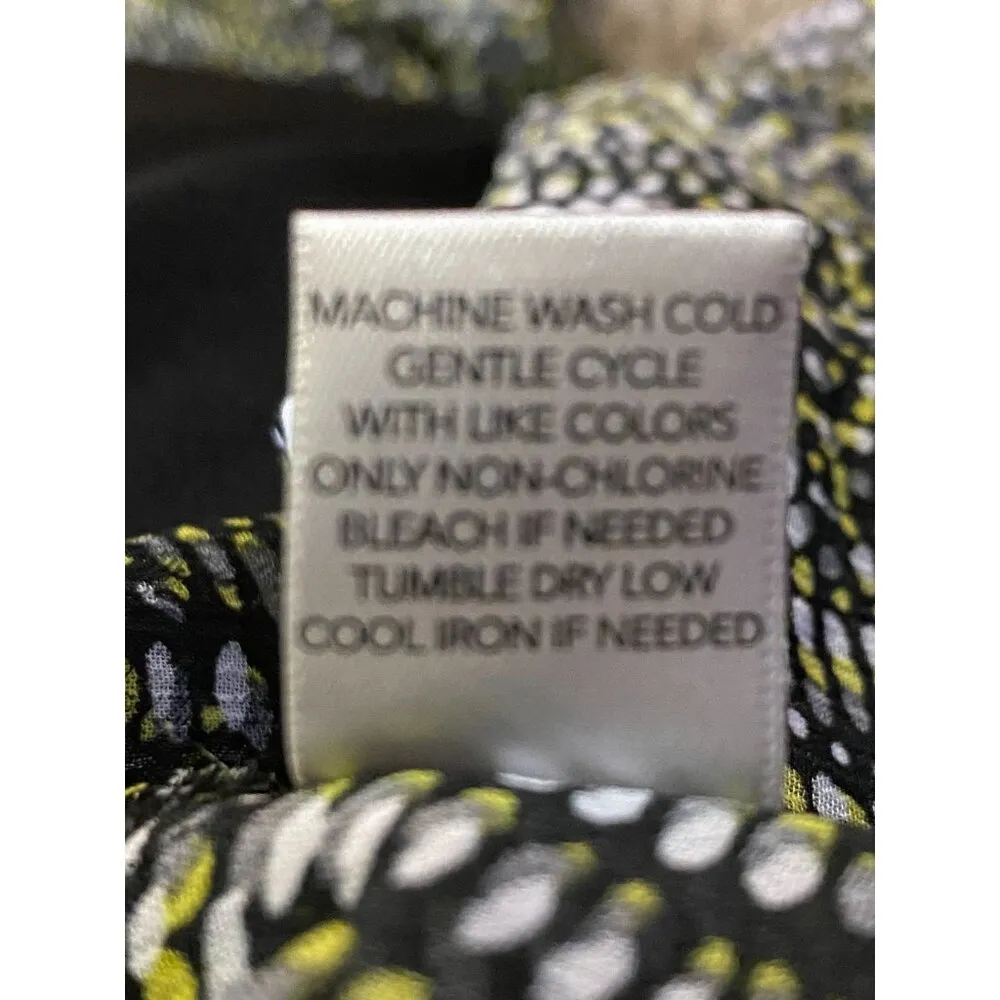 MACHINE WASH COLD
GENTLE CYCLE
WITH LIKE COLORS
ONLY NON-CHLORINE
BLEACH IF NEEDED
TUMBLE DRY LOW
COOL IRON IF NEEDED